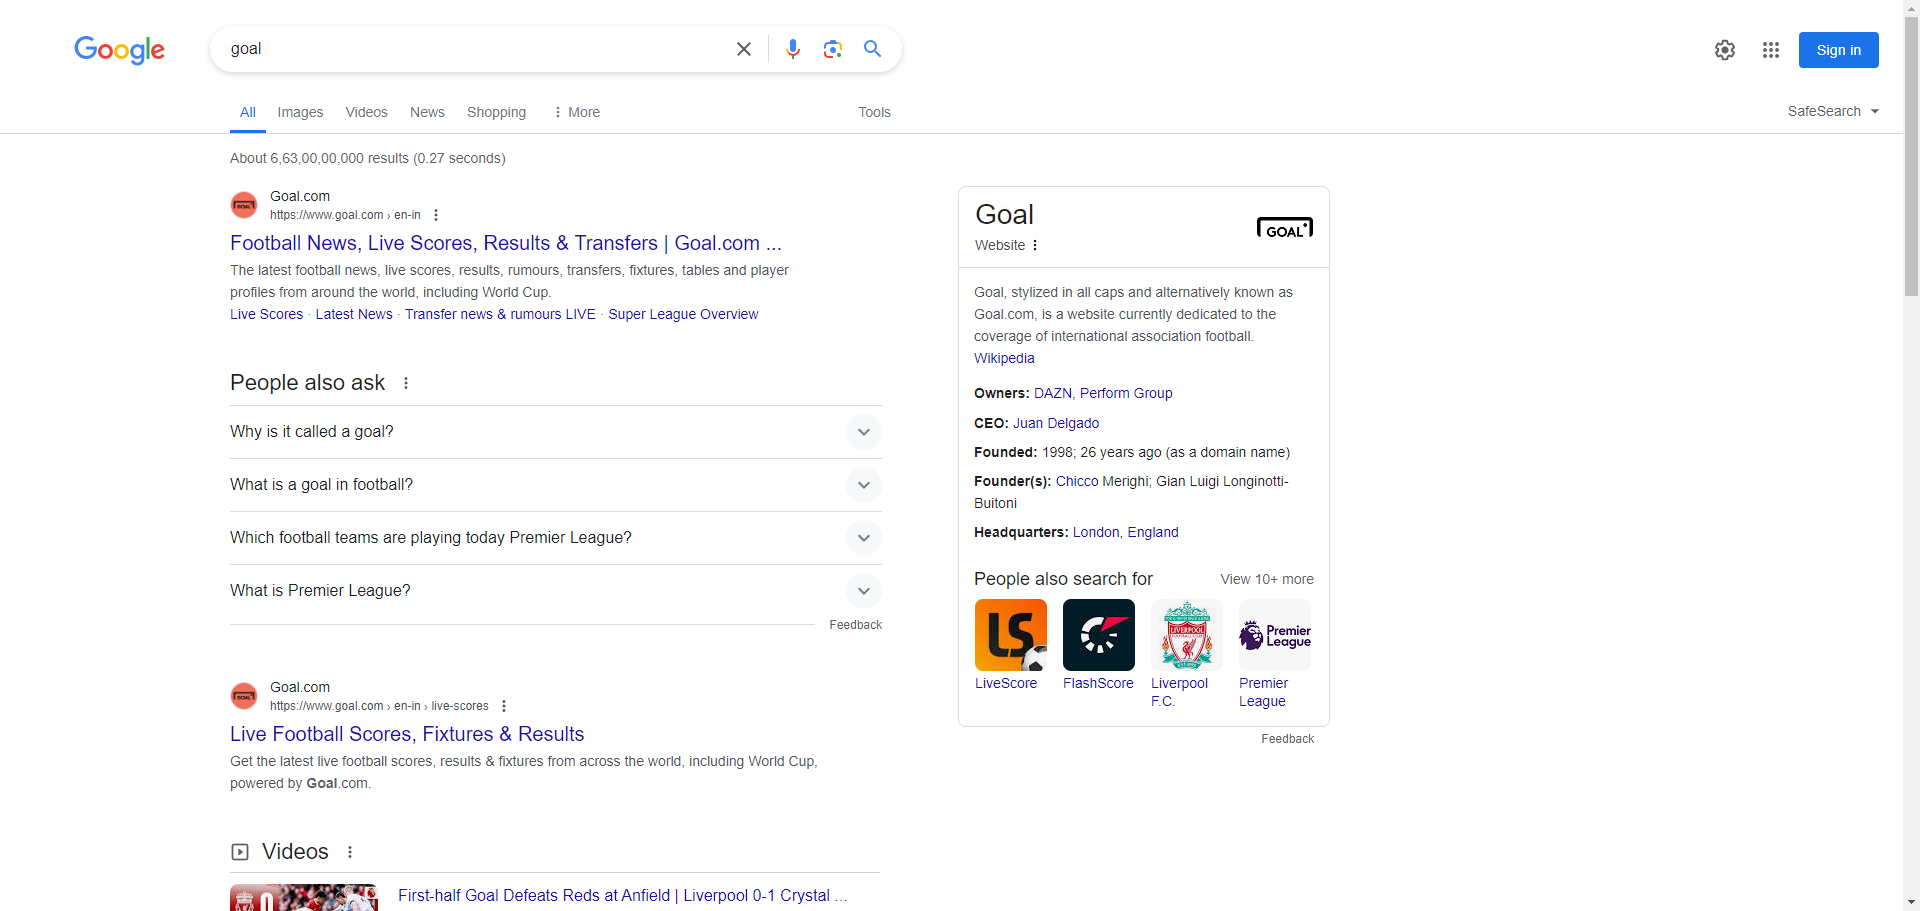 Google
goal
Sign in
All
Images
Videos
News
Shopping
More
Tools
SafeSearch
About 6,63,00,00,000 results (0.27 seconds)
Goal.com
https://www.goal.com › en-in
Football News, Live Scores, Results & Transfers | Goal.com ...
The latest football news, live scores, results, rumours, transfers, fixtures, tables and player
profiles from around the world, including World Cup.
Live Scores · Latest News · Transfer news & rumours LIVE · Super League Overview
People also ask
Why is it called a goal?
What is a goal in football?
Which football teams are playing today Premier League?
What is Premier League?
Feedback
Goal.com
https://www.goal.com › en-in › live-scores
Live Football Scores, Fixtures & Results
Get the latest live football scores, results & fixtures from across the world, including World Cup,
powered by Goal.com.
Videos
First-half Goal Defeats Reds at Anfield | Liverpool 0-1 Crystal ...
Goal
GOAL
Website
Goal, stylized in all caps and alternatively known as
Goal.com, is a website currently dedicated to the
coverage of international association football.
Wikipedia
Owners: DAZN, Perform Group
CEO: Juan Delgado
Founded: 1998; 26 years ago (as a domain name)
Founder(s): Chicco Merighi; Gian Luigi Longinotti-
Buitoni
Headquarters: London, England
People also search for
View 10+ more
LS
LIVERPOOL
Premier
League
LiveScore
FlashScore
Liverpool
F.C.
Premier
League
Feedback